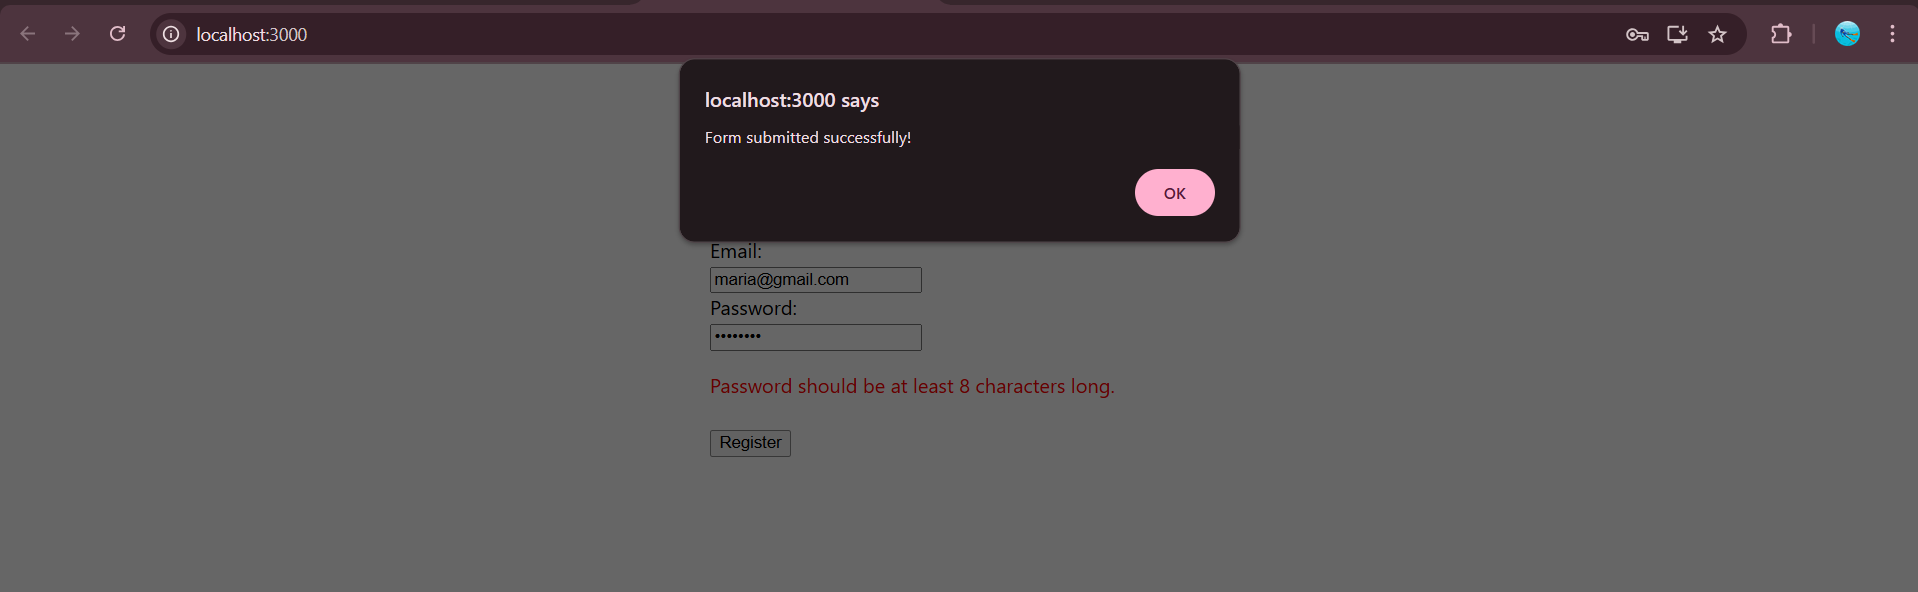 localhost:3000
localhost:3000 says
Form submitted successfully!
OK
Email:
maria@gmail.com
Password:
••••••••
Password should be at least 8 characters long.
Register